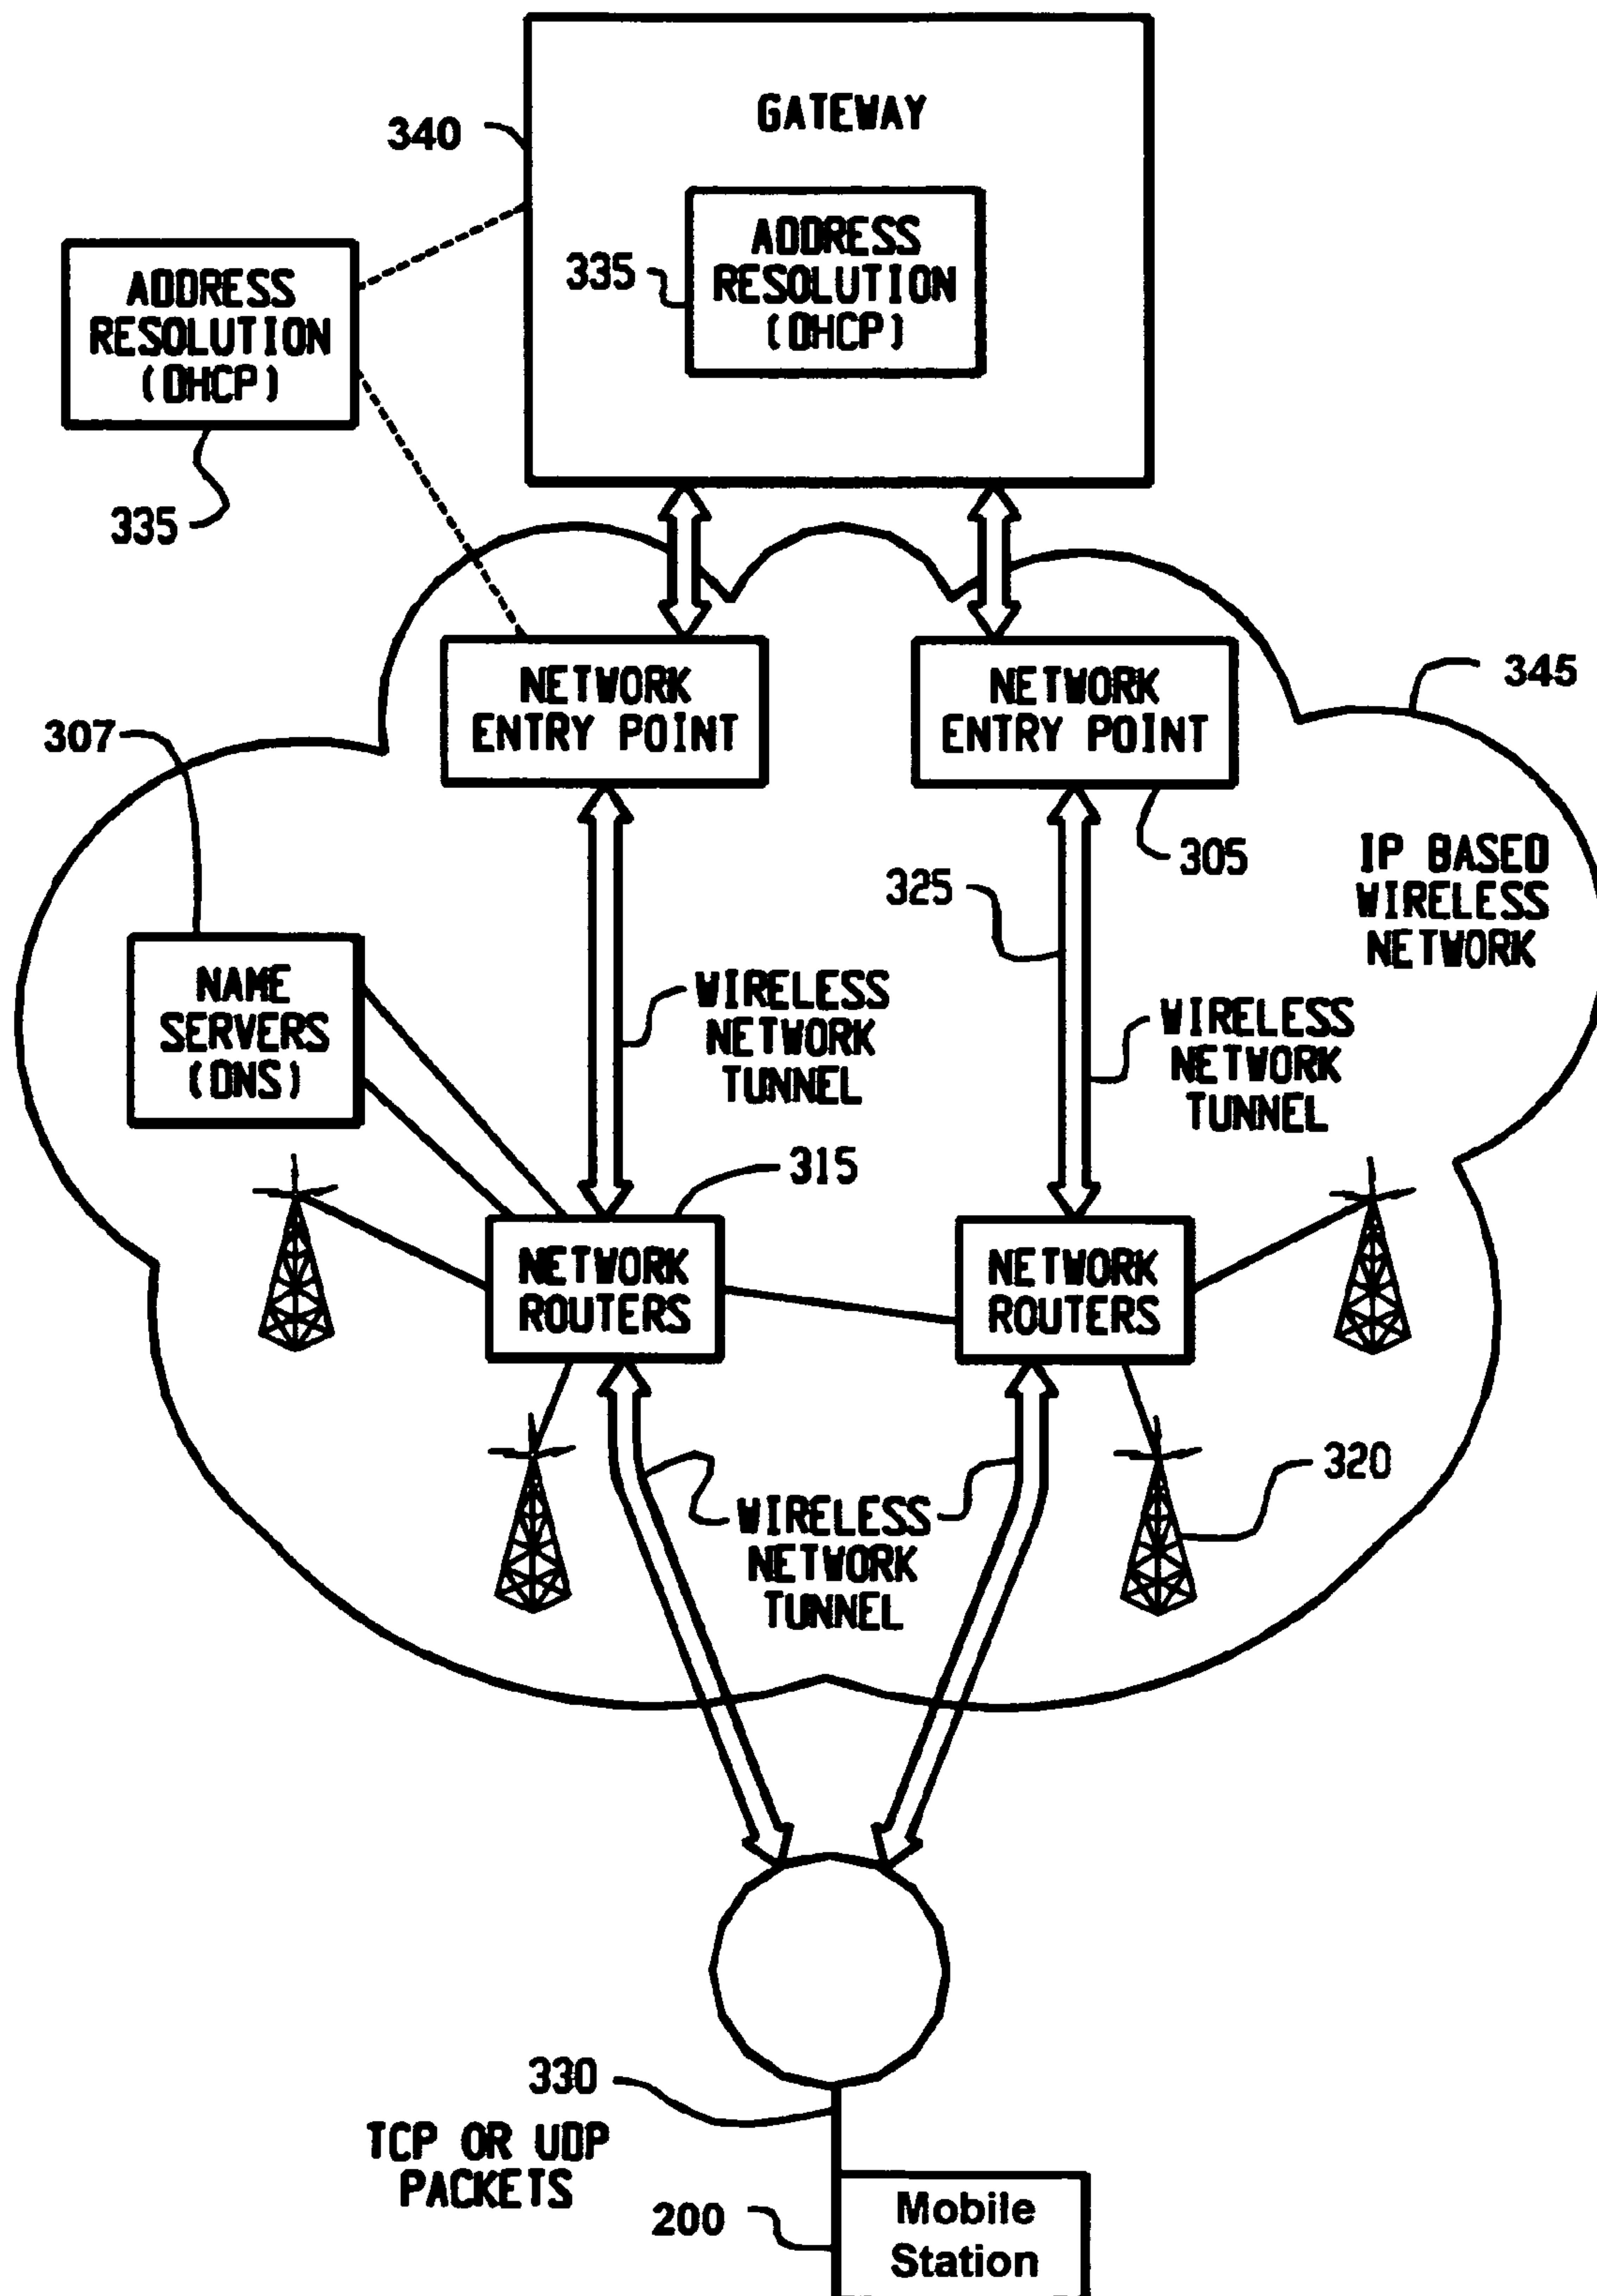 GATEWAY
340
ADDRESS
RESOLUTION
(DHCP)
335
ADDRESS
RESOLUTION
(DHCP)
335
NETWORK
ENTRY POINT
NETWORK
ENTRY POINT
345
307
305
325
IP BASED
WIRELESS
NETWORK
NAME
SERVERS
(DNS)
WIRELESS
NETWORK
TUNNEL
WIRELESS
NETWORK
TUNNEL
315
NETWORK
ROUTERS
NETWORK
ROUTERS
320
WIRELESS
NETWORK
TUNNEL
330
TCP OR UDP
PACKETS
200
Mobile
Station